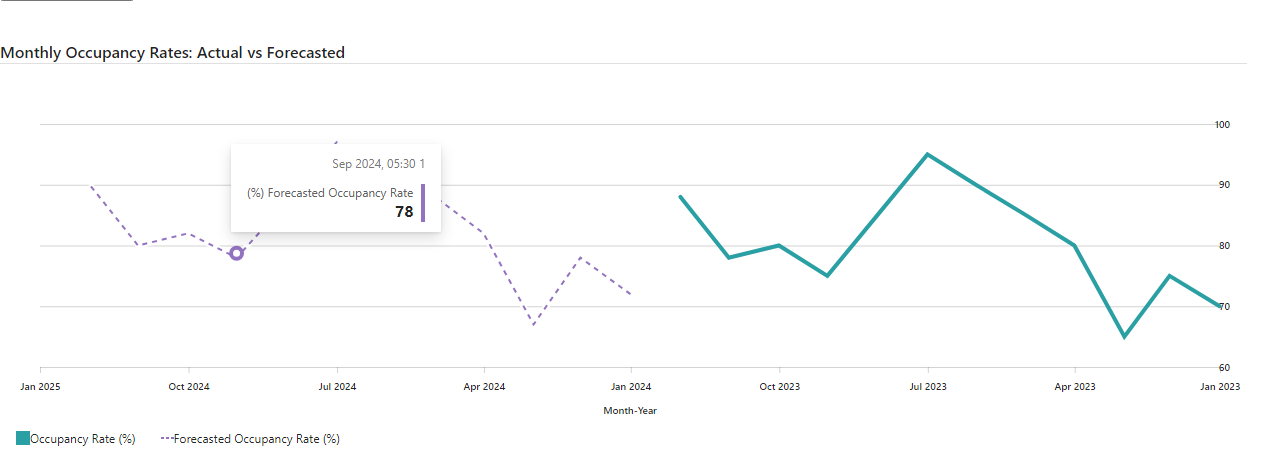 Monthly Occupancy Rates: Actual vs Forecasted
100
90
80
70
60
Sep 2024, 05:30 1
(%) Forecasted Occupancy Rate
78
Jan 2025 Oct 2024 Jul 2024 Apr 2024 Jan 2024 Oct 2023 Jul 2023 Apr 2023 Jan 2023
Month-Year
Occupancy Rate (%) Forecasted Occupancy Rate (%)